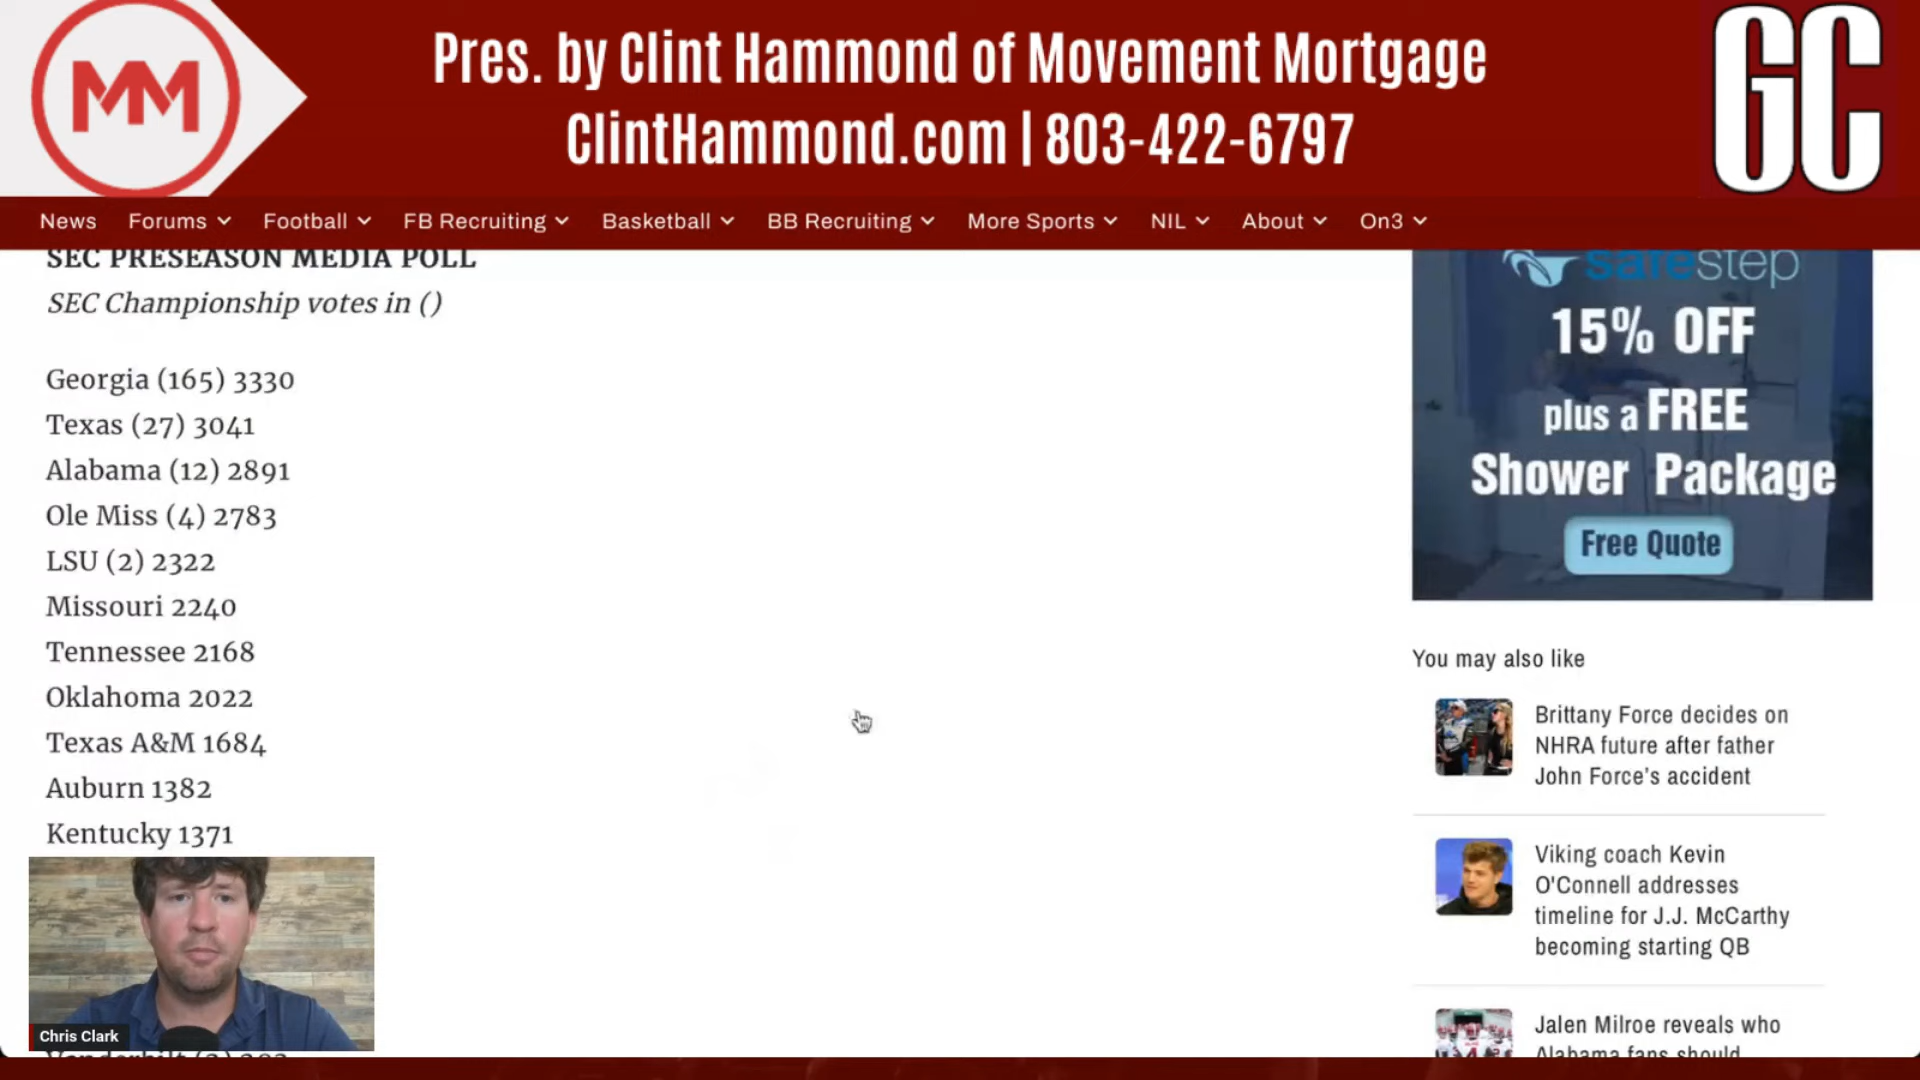 MM
Pres. by Clint Hammond of Movement Mortgage
ClintHammond.com | 803-422-6797
GC
News
Forums
Football
FB Recruiting
Basketball
BB Recruiting
More Sports
NIL
About
On3
SEC PRESEASON MEDIA POLL
SEC Championship votes in ()
Georgia (165) 3330
Texas (27) 3041
Alabama (12) 2891
Ole Miss (4) 2783
LSU (2) 2322
Missouri 2240
Tennessee 2168
Oklahoma 2022
Texas A&M 1684
Auburn 1382
Kentucky 1371
Chris Clark
safestep
15% OFF
plus a FREE
Shower Package
Free Quote
You may also like
Brittany Force decides on
NHRA future after father
John Force's accident
Viking coach Kevin
O'Connell addresses
timeline for J.J. McCarthy
becoming starting QB
Jalen Milroe reveals who
Alabama fans should